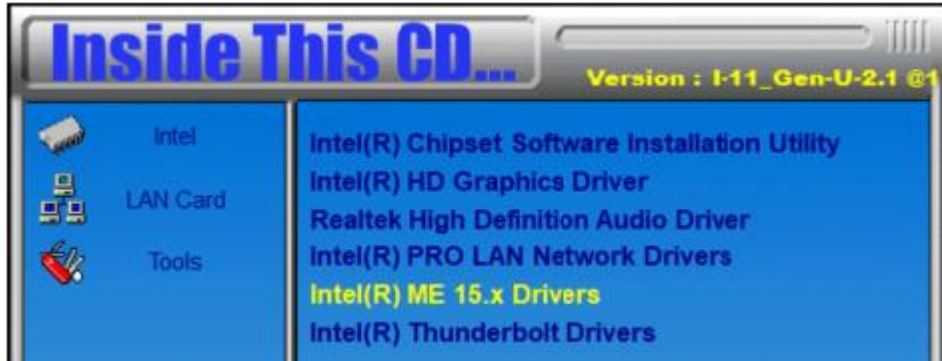 Inside This CD...
Version : I-11_Gen-U-2.1 @1
Intel
LAN Card
Tools
Intel(R) Chipset Software Installation Utility
Intel(R) HD Graphics Driver
Realtek High Definition Audio Driver
Intel(R) PRO LAN Network Drivers
Intel(R) ME 15.x Drivers
Intel(R) Thunderbolt Drivers